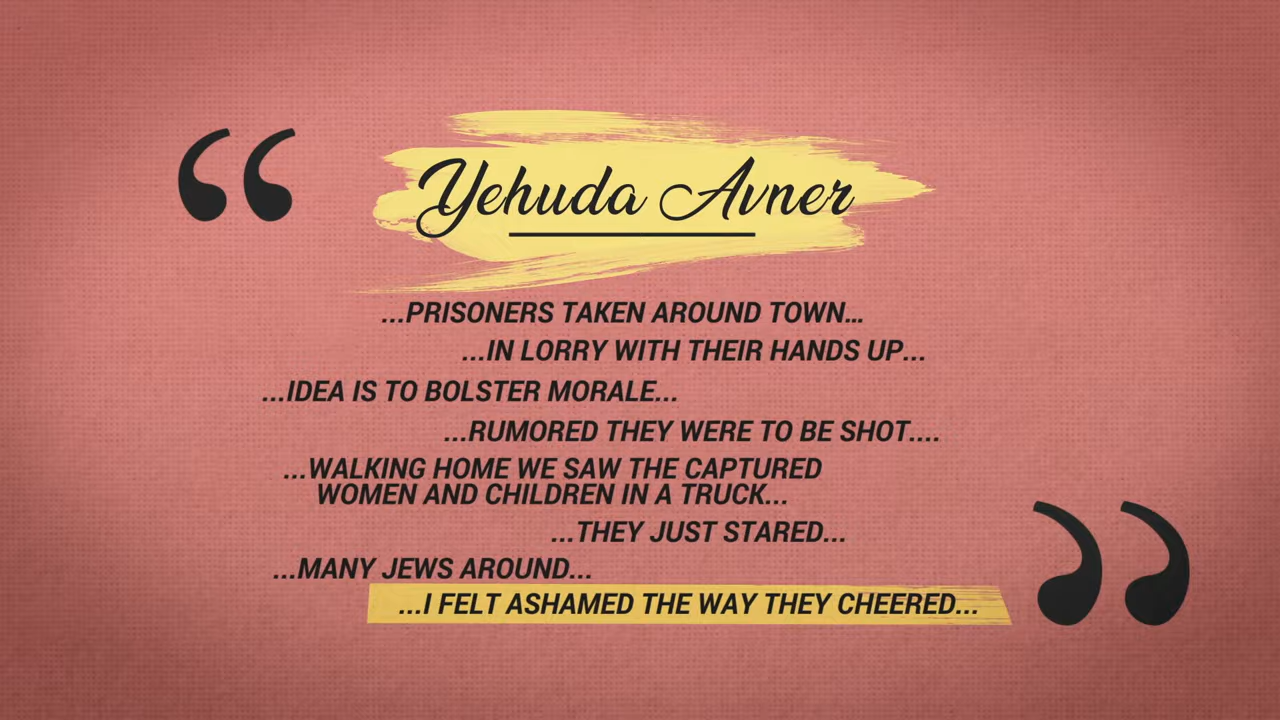 “
Yehuda Avner
...PRISONERS TAKEN AROUND TOWN...
...IN LORRY WITH THEIR HANDS UP...
...IDEA IS TO BOLSTER MORALE...
...RUMORED THEY WERE TO BE SHOT....
...WALKING HOME WE SAW THE CAPTURED
WOMEN AND CHILDREN IN A TRUCK...
...THEY JUST STARED...
...MANY JEWS AROUND...
...I FELT ASHAMED THE WAY THEY CHEERED...
”